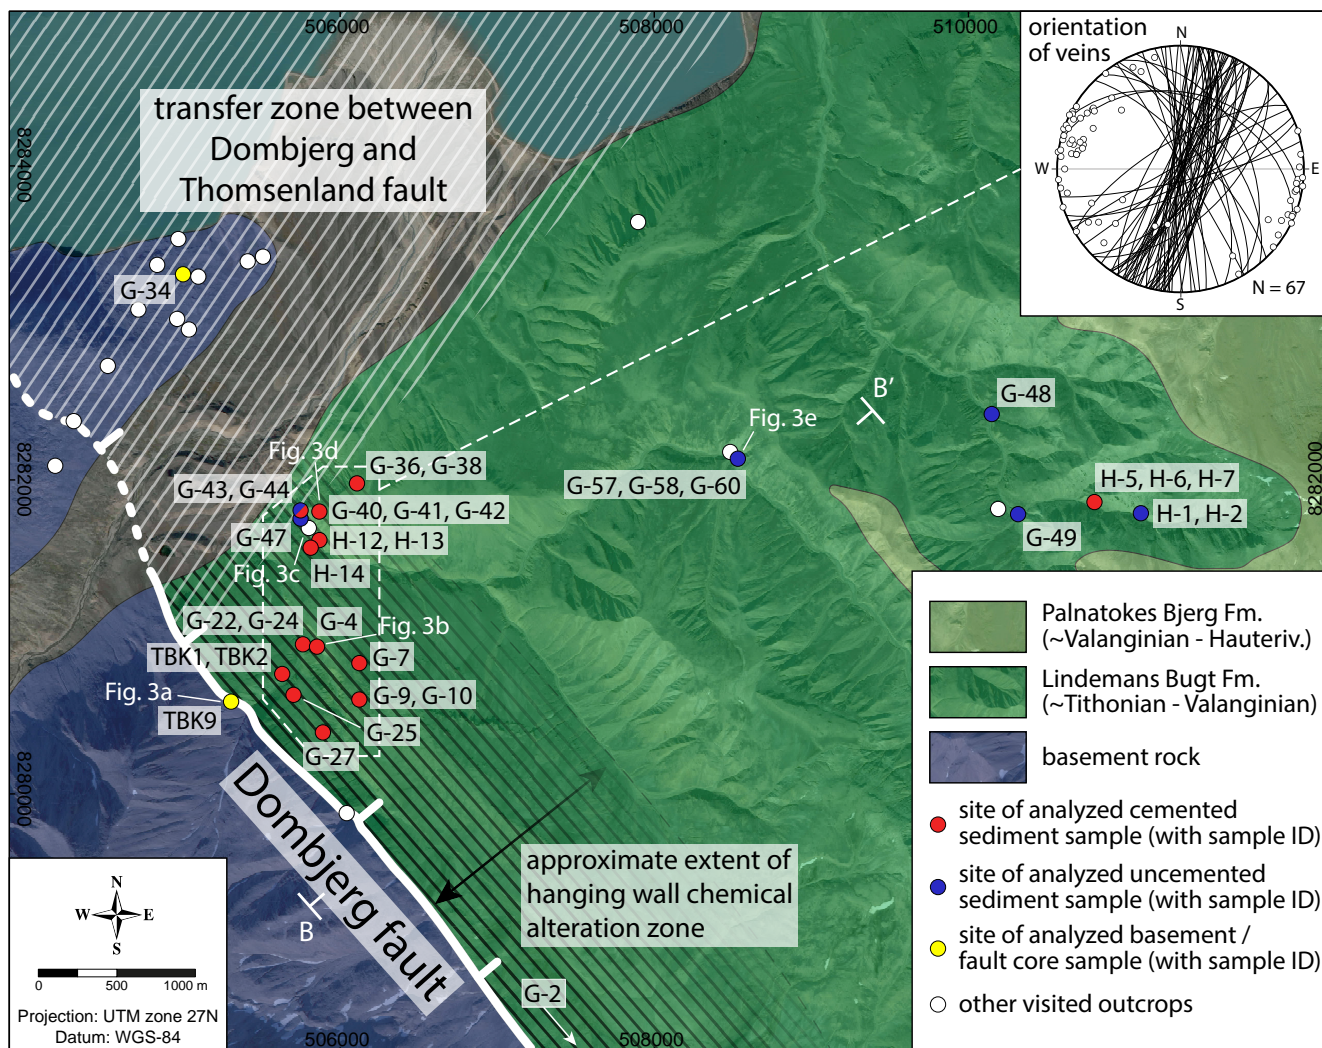 506000
508000
510000
orientation
of veins
N
W
E
S
N = 67
transfer zone between
Dombjerg and
Thomsenland fault
8284000
G-34
B'
G-48
Fig. 3e
Fig. 3d
G-36, G-38
G-57, G-58, G-60
8282000
8282000
G-43, G-44
H-5, H-6, H-7
G-40, G-41, G-42
H-1, H-2
G-47
G-49
H-12, H-13
Fig. 3c
H-14
G-22, G-24
G-4
Fig. 3b
TBK1, TBK2
G-7
Fig. 3a
G-9, G-10
TBK9
G-25
G-27
8280000
Dombjerg fault
approximate extent of
hanging wall chemical
alteration zone
B
G-2
506000
508000
Palnatokes Bjerg Fm.
(~Valanginian - Hauteriv.)
Lindemans Bugt Fm.
(~Tithonian - Valanginian)
basement rock
site of analyzed cemented
sediment sample (with sample ID)
site of analyzed uncemented
sediment sample (with sample ID)
site of analyzed basement /
fault core sample (with sample ID)
other visited outcrops
N
W
E
S
0 500 1000 m
Projection: UTM zone 27N
Datum: WGS-84